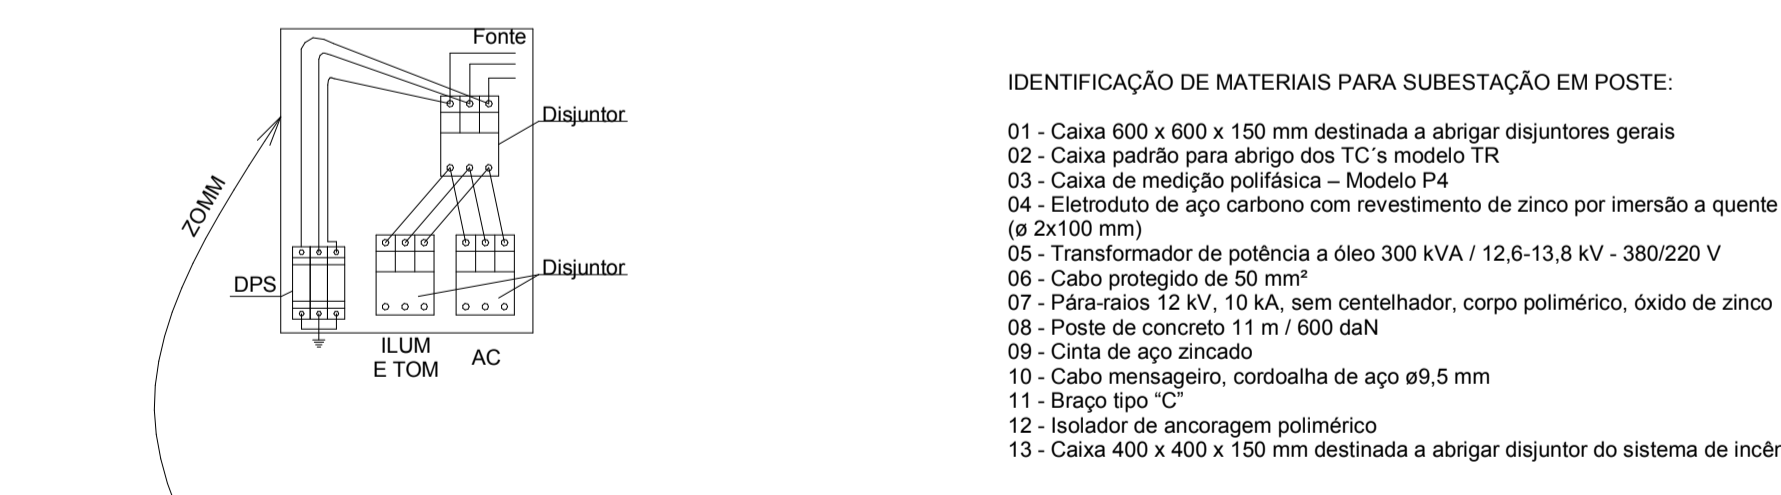 Fonte
Disjuntor
ZOMM
DPS
Disjuntor
ILUM
E TOM
AC
IDENTIFICAÇÃO DE MATERIAIS PARA SUBESTAÇÃO EM POSTE:
01 - Caixa 600 x 600 x 150 mm destinada a abrigar disjuntores gerais
02 - Caixa padrão para abrigo dos TC´s modelo TR
03 - Caixa de medição polifásica – Modelo P4
04 - Eletroduto de aço carbono com revestimento de zinco por imersão a quente
(ø 2x100 mm)
05 - Transformador de potência a óleo 300 kVA / 12,6-13,8 kV - 380/220 V
06 - Cabo protegido de 50 mm²
07 - Pára-raios 12 kV, 10 kA, sem centelhador, corpo polimérico, óxido de zinco
08 - Poste de concreto 11 m / 600 daN
09 - Cinta de aço zincado
10 - Cabo mensageiro, cordoalha de aço ø9,5 mm
11 - Braço tipo “C”
12 - Isolador de ancoragem polimérico
13 - Caixa 400 x 400 x 150 mm destinada a abrigar disjuntor do sistema de